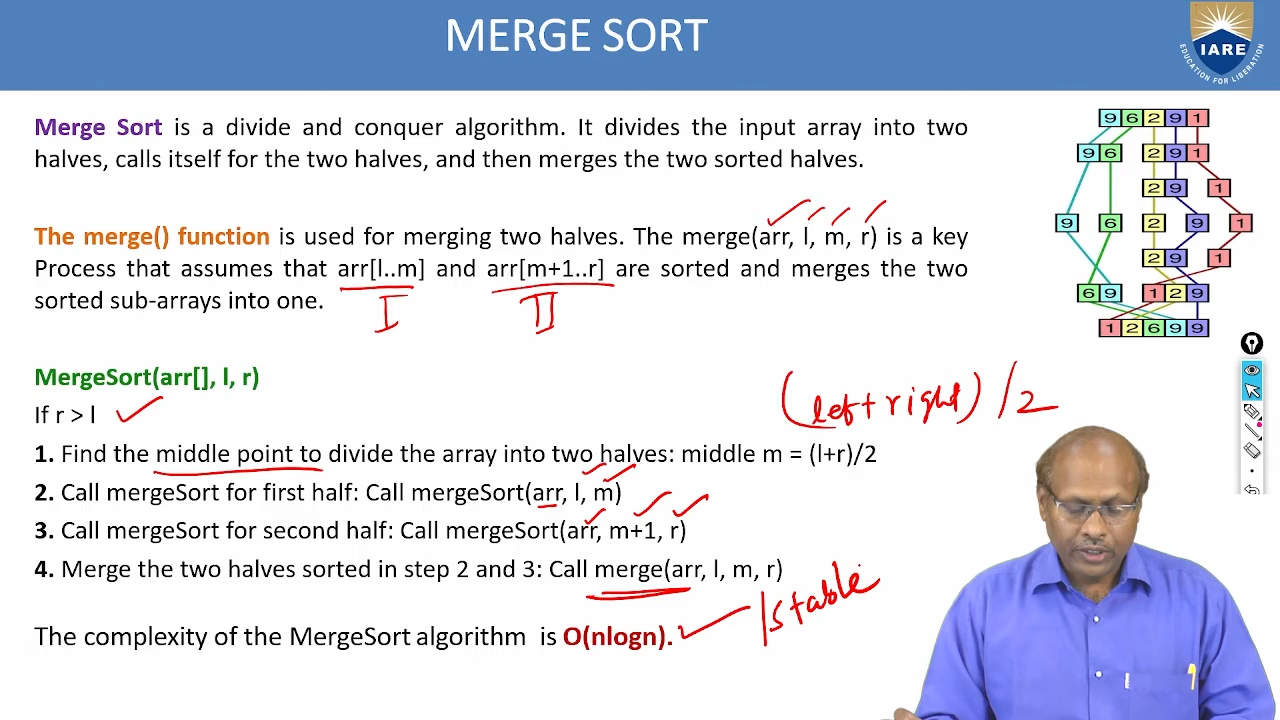 MERGE SORT
IARE
EDUCATION FOR LIBERATION
Merge Sort is a divide and conquer algorithm. It divides the input array into two
halves, calls itself for the two halves, and then merges the two sorted halves.
The merge() function is used for merging two halves. The merge(arr, l, m, r) is a key
Process that assumes that arr[l..m] and arr[m+1..r] are sorted and merges the two
sorted sub-arrays into one.
I II
9 6 2 9 1
9 6 2 9 1
2 9 1
9 6 2 9 1
2 9 1
6 9 1 2 9
1 2 6 9 9
MergeSort(arr[], l, r)
If r > l
(left+right)/2
1. Find the middle point to divide the array into two halves: middle m = (l+r)/2
2. Call mergeSort for first half: Call mergeSort(arr, l, m)
3. Call mergeSort for second half: Call mergeSort(arr, m+1, r)
4. Merge the two halves sorted in step 2 and 3: Call merge(arr, l, m, r)
The complexity of the MergeSort algorithm is O(nlogn).
/stable